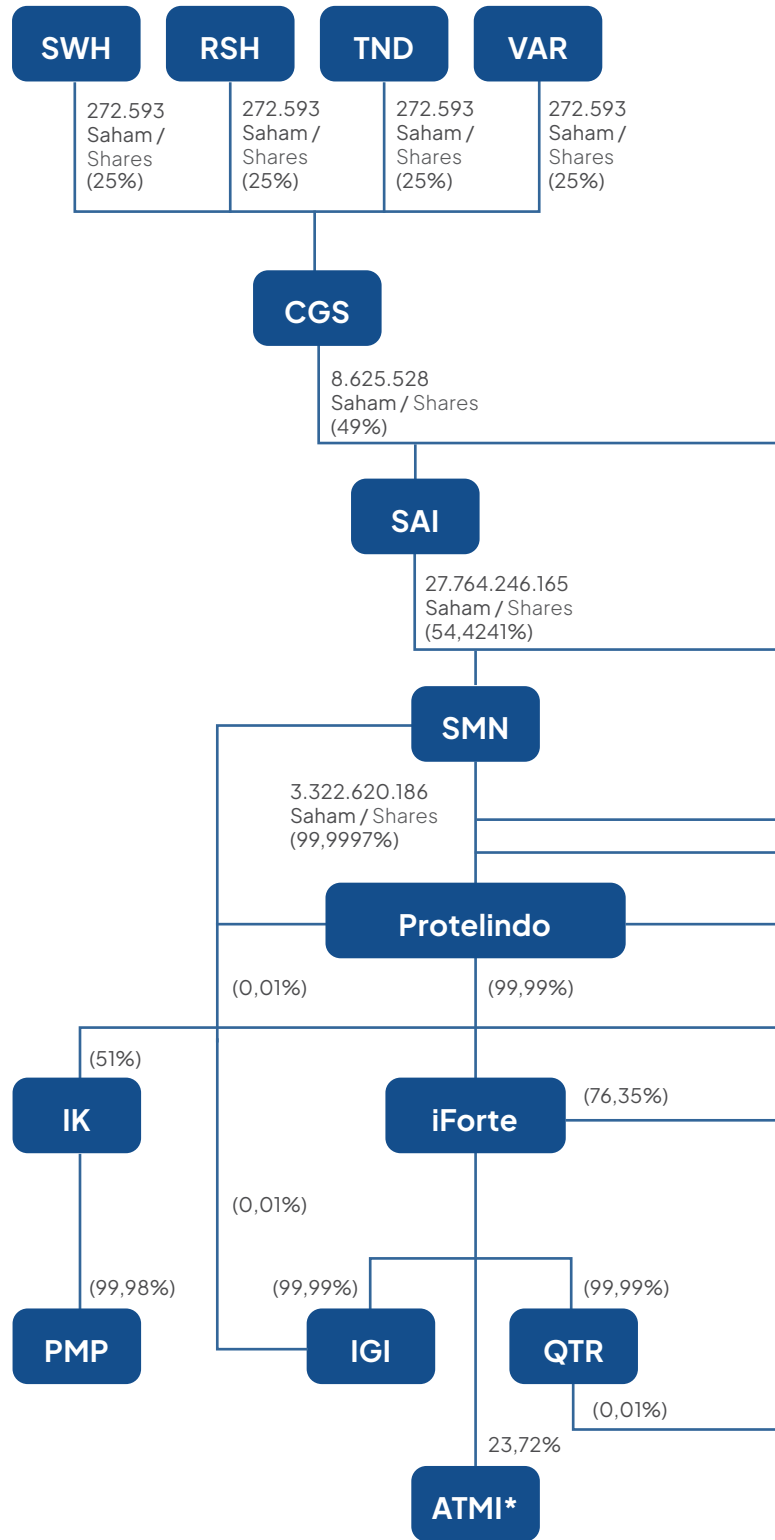 SWH
RSH
TND
VAR
272.593
Saham /
Shares
(25%)
272.593
Saham /
Shares
(25%)
272.593
Saham /
Shares
(25%)
272.593
Saham /
Shares
(25%)
CGS
8.625.528
Saham / Shares
(49%)
SAI
27.764.246.165
Saham / Shares
(54,4241%)
SMN
3.322.620.186
Saham / Shares
(99,9997%)
Protelindo
(0,01%)
(99,99%)
(51%)
IK
iForte
(76,35%)
(0,01%)
(99,98%)
(99,99%)
(99,99%)
PMP
IGI
QTR
(0,01%)
23,72%
ATMI*